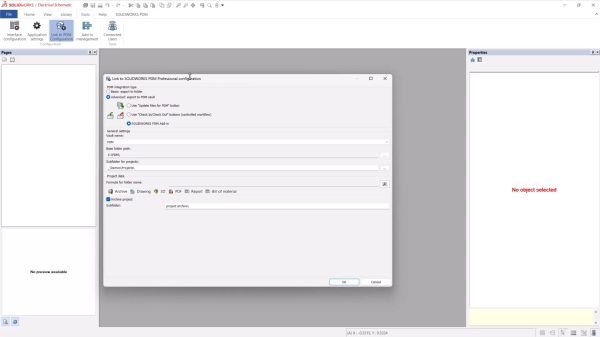 SOLIDWORKS - Electrical Schematic
File Home View Library Tools Help SOLIDWORKS PDM
Interface configuration
Application settings
Link to PDM Configuration
Add to management
Connected Users
Configuration
Tools
Pages
Properties
Link to SOLIDWORKS PDM Professional configuration
PDM integration type
Basic: export to folder
Advanced: export to PDM vault
Use "Update files for PDM" button
Use "Check In/Check Out" buttons (controlled workflow)
SOLIDWORKS PDM Add-in
General settings
Vault name:
PDM
Base folder path:
Subfolder for projects:
Project data
Formula for folder name:
Archive Drawing 3D PDF Report Bill of material
Archive project
Subfolder: project archive\
OK Cancel
No preview available
No object selected